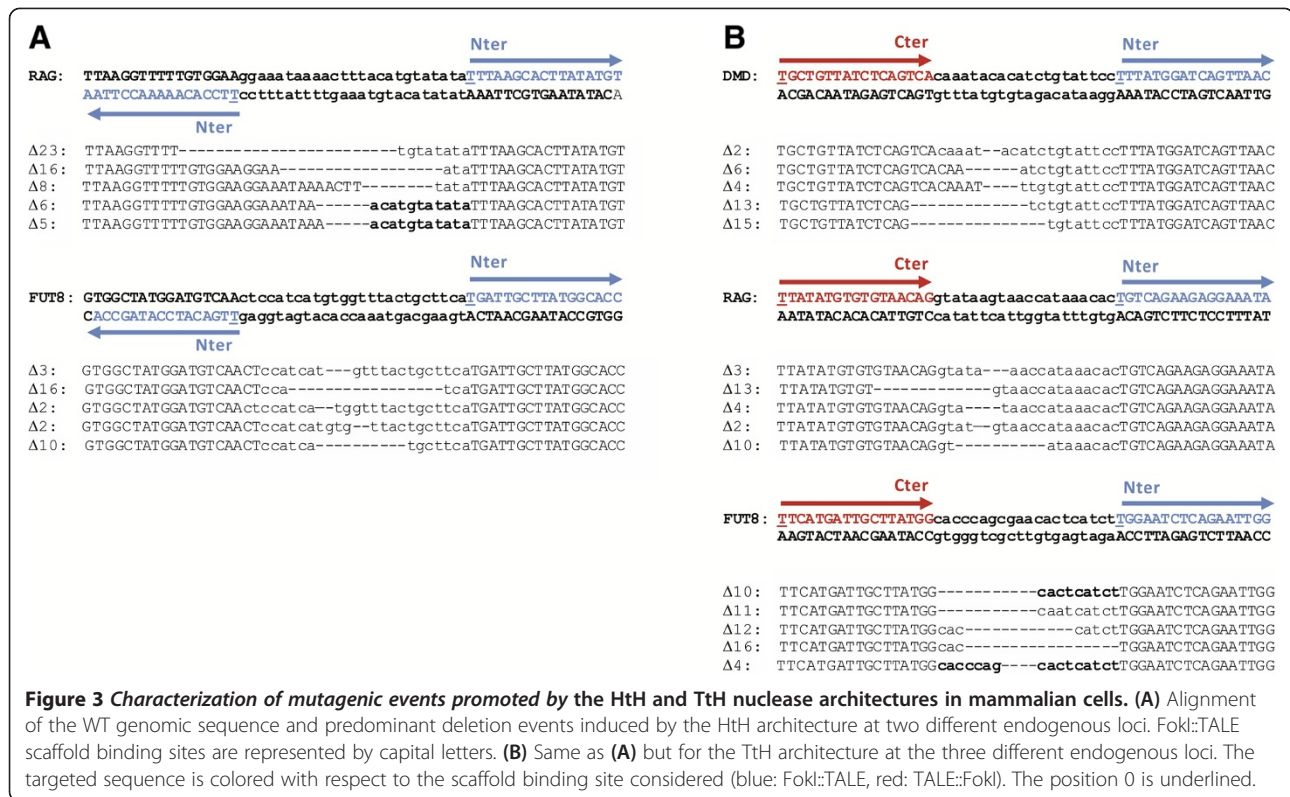 A
Nter
RAG: TTAAGGTTTTTGTGGAAggaaataaaactttacatgtatataTTTAAGCACTTATATGT
AATTCCAAAAACACCTTcctttattttgaaatgtacatatatAAATTCGTGAATATACA
Nter
Δ23: TTAAGGTTTT-----------------------tgtatataTTTAAGCACTTATATGT
Δ16: TTAAGGTTTTTGTGGAAGGAA----------------ataTTTAAGCACTTATATGT
Δ8: TTAAGGTTTTTGTGGAAGGAAATAAAACTT--------tataTTTAAGCACTTATATGT
Δ6: TTAAGGTTTTTGTGGAAGGAAATAA------acatgtatataTTTAAGCACTTATATGT
Δ5: TTAAGGTTTTTGTGGAAGGAAATAAA-----acatgtatataTTTAAGCACTTATATGT
Nter
FUT8: GTGGCTATGGATGTCAActccatcatgtggtttactgcttcaTGATTGCTTATGGCACC
CACCGATACCTACAGTTgaggtagtacaccaaatgacgaagtACTAACGAATACCGTGG
Nter
Δ3: GTGGCTATGGATGTCAACTccatcat---gtttactgcttcaTGATTGCTTATGGCACC
Δ16: GTGGCTATGGATGTCAACTcca----------------tcaTGATTGCTTATGGCACC
Δ2: GTGGCTATGGATGTCAActccatca--tggtttactgcttcaTGATTGCTTATGGCACC
Δ2: GTGGCTATGGATGTCAACTccatcatgtg--ttactgcttcaTGATTGCTTATGGCACC
Δ10: GTGGCTATGGATGTCAACTccatca----------tgcttcaTGATTGCTTATGGCACC
B
Cter Nter
DMD: TGCTGTTATCTCAGTCAcaaatacacatctgtattccTTTATGGATCAGTTAAC
ACGACAATAGAGTCAGTgtttatgtgtagacataaggAAATACCTAGTCAATTG
Δ2: TGCTGTTATCTCAGTCAcaaat--acatctgtattccTTTATGGATCAGTTAAC
Δ6: TGCTGTTATCTCAGTCACAA------atctgtattccTTTATGGATCAGTTAAC
Δ4: TGCTGTTATCTCAGTCACAAAT----ttgtgtattccTTTATGGATCAGTTAAC
Δ13: TGCTGTTATCTCAG-------------tctgtattccTTTATGGATCAGTTAAC
Δ15: TGCTGTTATCTCAG---------------tgtattccTTTATGGATCAGTTAAC
Cter Nter
RAG: TTATATGTGTGTAACAGgtataagtaaccataaacacTGTCAGAAGAGGAAATA
AATATACACACATTGTCcatattcattggtatttgtgACAGTCTTCTCCTTTAT
Δ3: TTATATGTGTGTAACAGgtata---aaccataaacacTGTCAGAAGAGGAAATA
Δ13: TTATATGTGT-------------gtaaccataaacacTGTCAGAAGAGGAAATA
Δ4: TTATATGTGTGTAACAGgta----taaccataaacacTGTCAGAAGAGGAAATA
Δ2: TTATATGTGTGTAACAGgtat--gtaaccataaacacTGTCAGAAGAGGAAATA
Δ10: TTATATGTGTGTAACAGgt----------ataaacacTGTCAGAAGAGGAAATA
Cter Nter
FUT8: TTCATGATTGCTTATGGcacccagcgaacactcatctTGGAATCTCAGAATTGG
AAGTACTAACGAATACCgtgggtcgcttgtgagtagaACCTTAGAGTCTTAACC
Δ10: TTCATGATTGCTTATGG-----------cactcatctTGGAATCTCAGAATTGG
Δ11: TTCATGATTGCTTATGG-----------caatcatctTGGAATCTCAGAATTGG
Δ12: TTCATGATTGCTTATGGcac------------catctTGGAATCTCAGAATTGG
Δ16: TTCATGATTGCTTATGGcac-----------------TGGAATCTCAGAATTGG
Δ4: TTCATGATTGCTTATGGcacccag----cactcatctTGGAATCTCAGAATTGG
Figure 3 Characterization of mutagenic events promoted by the HtH and TtH nuclease architectures in mammalian cells. (A) Alignment
of the WT genomic sequence and predominant deletion events induced by the HtH architecture at two different endogenous loci. FokI::TALE
scaffold binding sites are represented by capital letters. (B) Same as (A) but for the TtH architecture at the three different endogenous loci. The
targeted sequence is colored with respect to the scaffold binding site considered (blue: FokI::TALE, red: TALE::FokI). The position 0 is underlined.